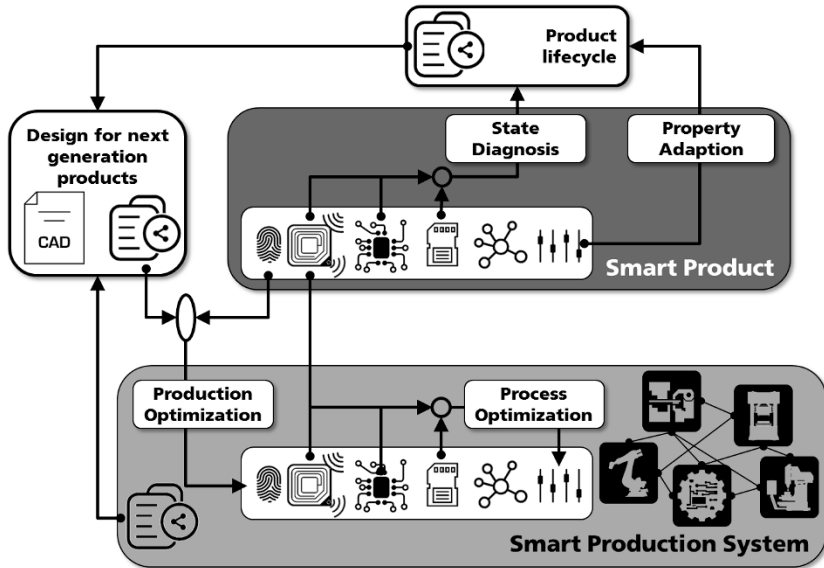 Product
lifecycle
Design for next
generation
products
CAD
State
Diagnosis
Property
Adaption
Smart Product
Production
Optimization
Process
Optimization
Smart Production System